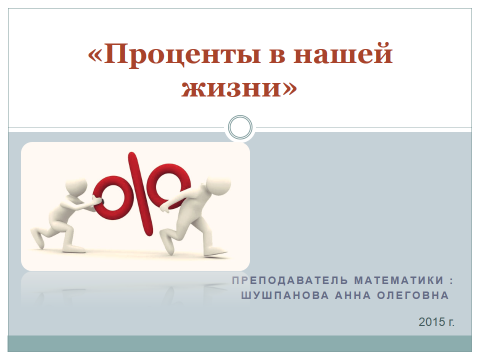 «Проценты в нашей
жизни»
ПРЕПОДАВАТЕЛЬ МАТЕМАТИКИ :
ШУШПАНОВА АННА ОЛЕГОВНА
2015 г.